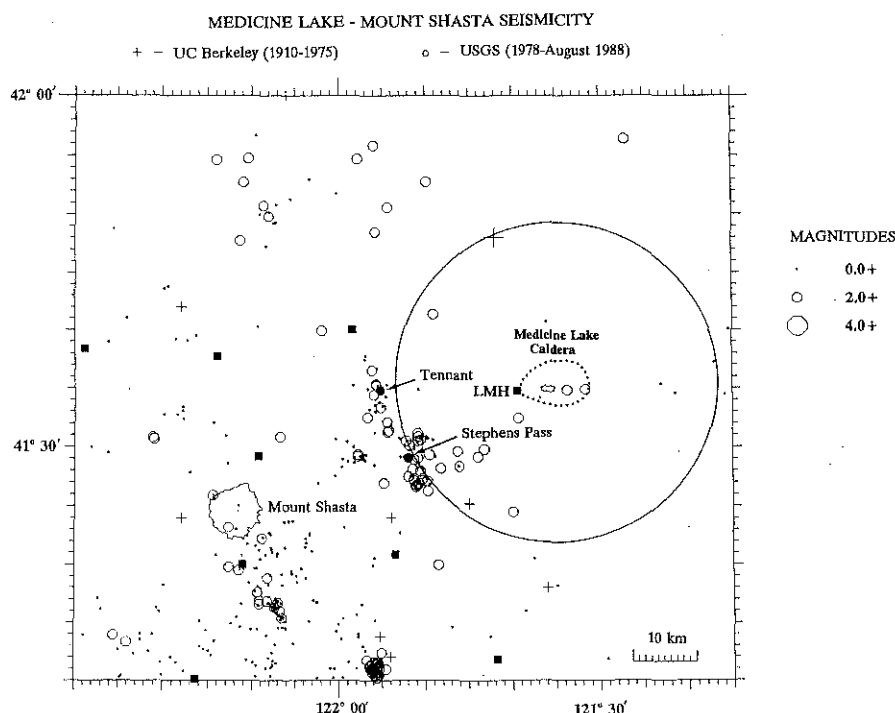 MEDICINE LAKE - MOUNT SHASTA SEISMICITY
+ - UC Berkeley (1910-1975) o - USGS (1978-August 1988)
42° 00'
MAGNITUDES
0.0+
2.0+
4.0+
Medicine Lake
Caldera
Tennant
LMH
Stephens Pass
41° 30'
Mount Shasta
10 km
122° 00'
121° 30'